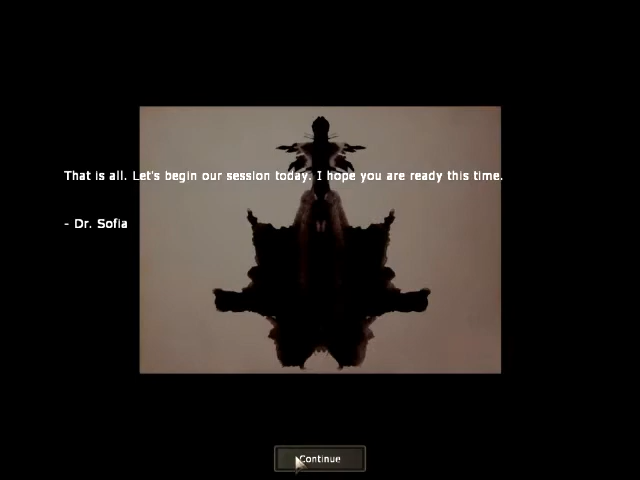 That is all. Let's begin our session today. I hope you are ready this time.
- Dr. Sofia
Continue